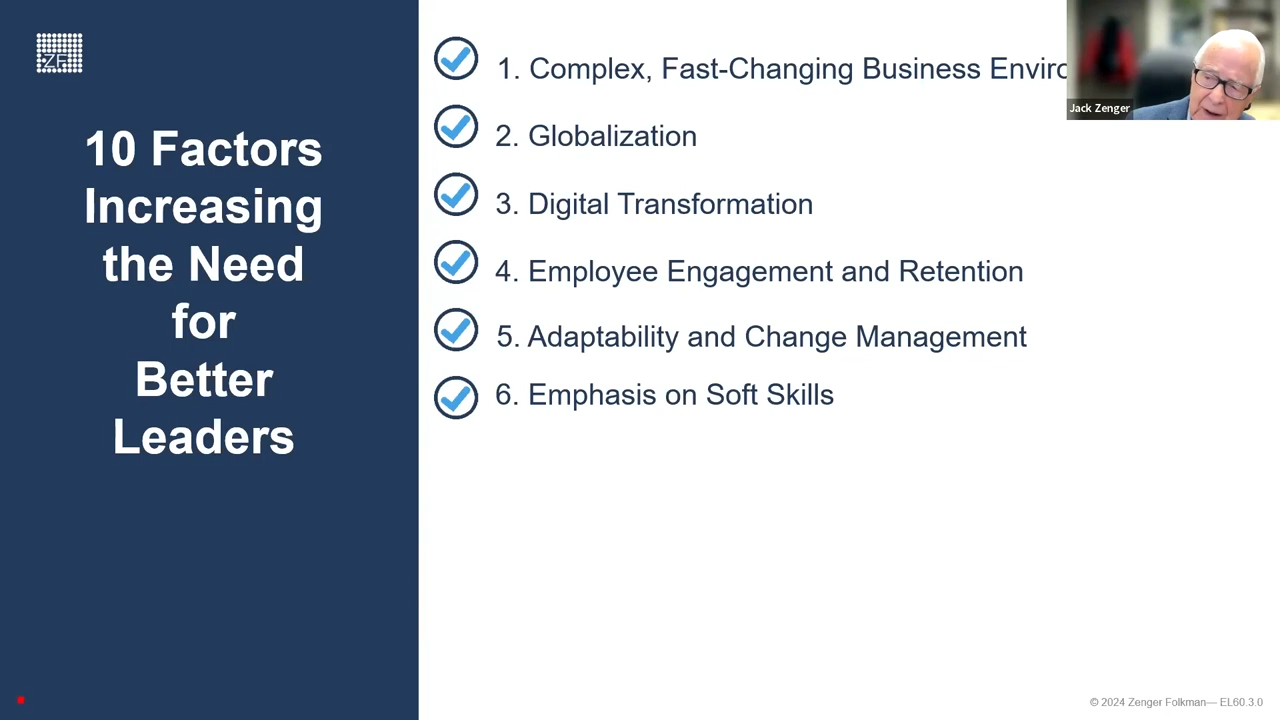 ZF
10 Factors
Increasing
the Need
for
Better
Leaders
1. Complex, Fast-Changing Business Enviro
2. Globalization
3. Digital Transformation
4. Employee Engagement and Retention
5. Adaptability and Change Management
6. Emphasis on Soft Skills
Jack Zenger
© 2024 Zenger Folkman— EL60.3.0